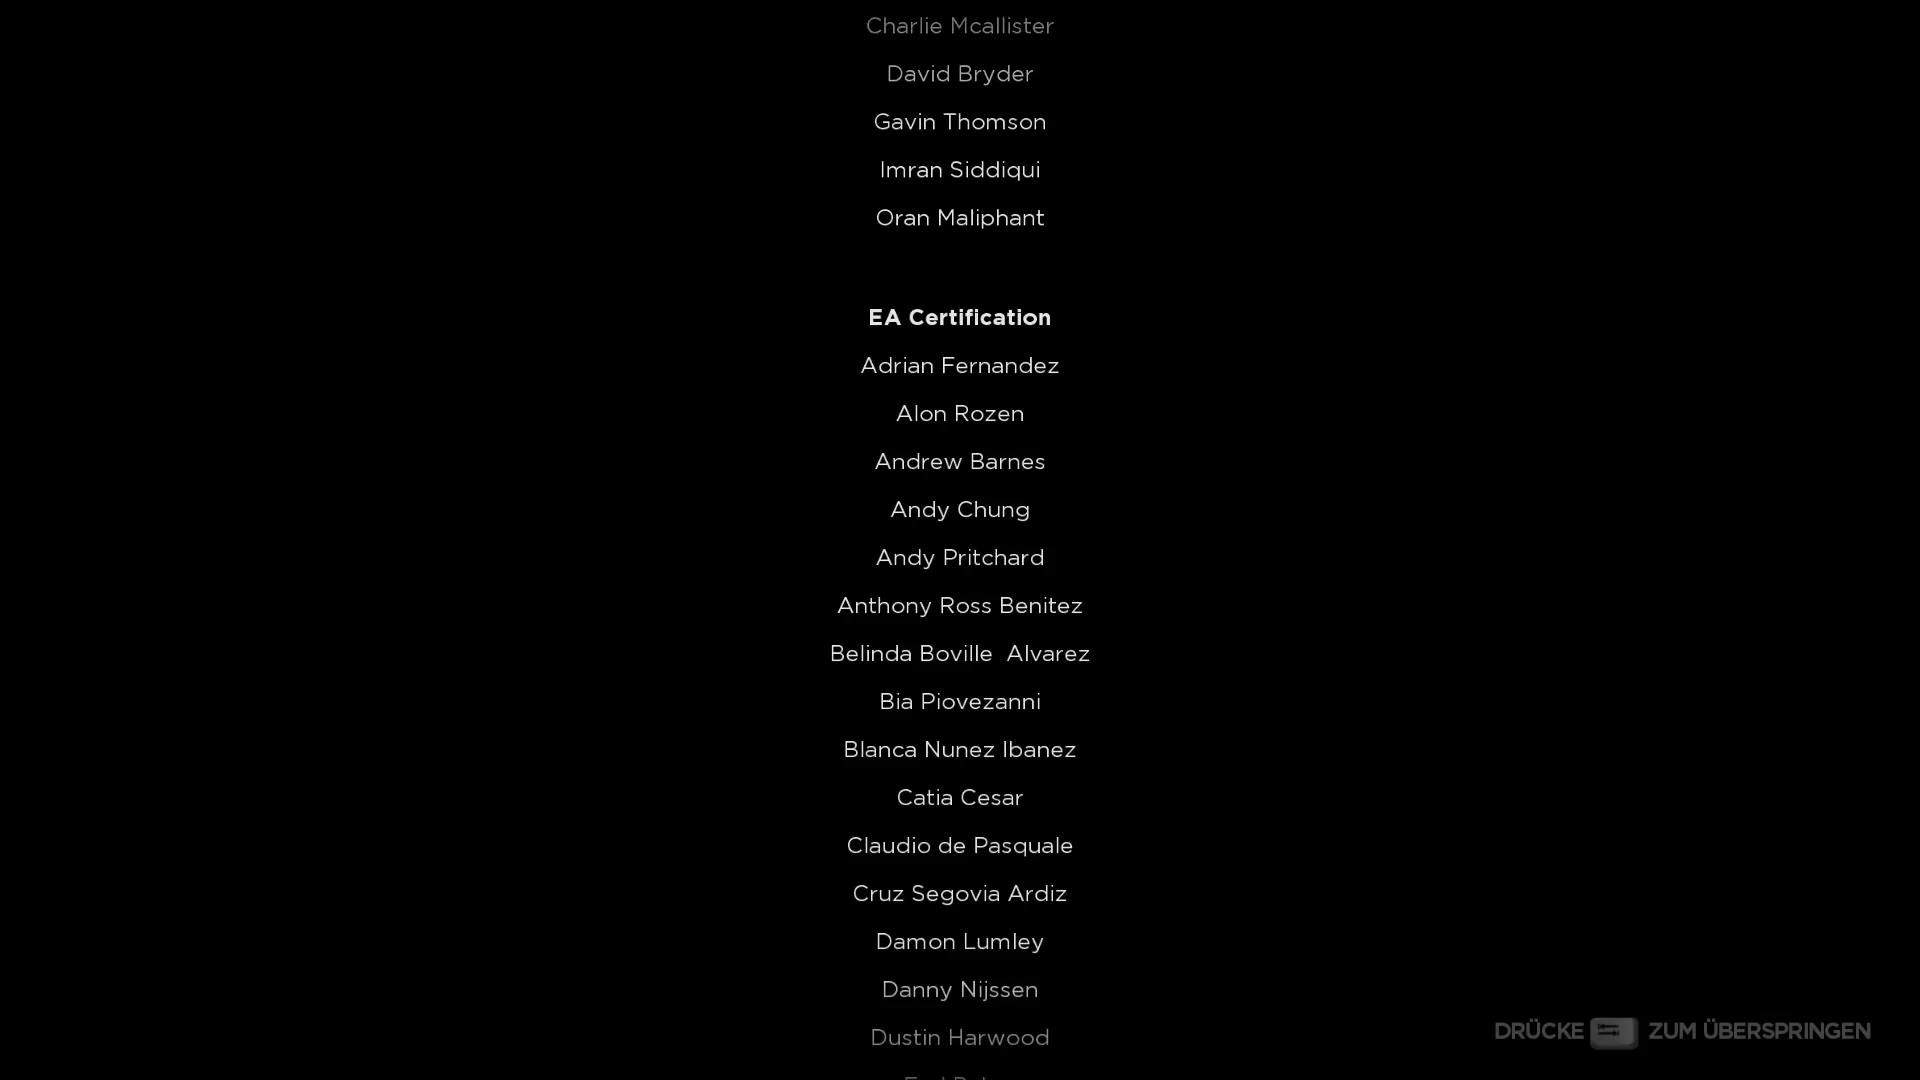 Charlie Mcallister
David Bryder
Gavin Thomson
Imran Siddiqui
Oran Maliphant
EA Certification
Adrian Fernandez
Alon Rozen
Andrew Barnes
Andy Chung
Andy Pritchard
Anthony Ross Benitez
Belinda Boville  Alvarez
Bia Piovezanni
Blanca Nunez Ibanez
Catia Cesar
Claudio de Pasquale
Cruz Segovia Ardiz
Damon Lumley
Danny Nijssen
Dustin Harwood
DRÜCKE ZUM ÜBERSPRINGEN